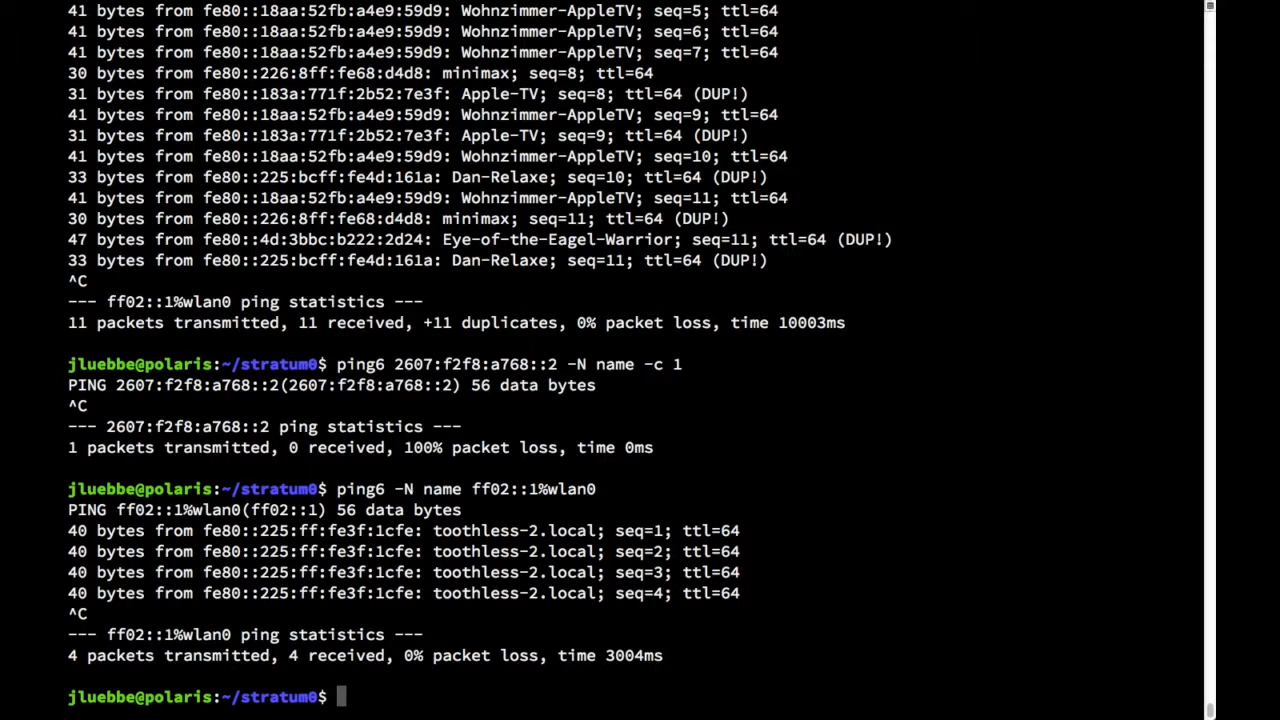 41 bytes from fe80::18aa:52fb:a4e9:59d9: Wohnzimmer-AppleTV; seq=5; ttl=64
41 bytes from fe80::18aa:52fb:a4e9:59d9: Wohnzimmer-AppleTV; seq=6; ttl=64
41 bytes from fe80::18aa:52fb:a4e9:59d9: Wohnzimmer-AppleTV; seq=7; ttl=64
30 bytes from fe80::226:8ff:fe68:d4d8: minimax; seq=8; ttl=64
31 bytes from fe80::183a:771f:2b52:7e3f: Apple-TV; seq=8; ttl=64 (DUP!)
41 bytes from fe80::18aa:52fb:a4e9:59d9: Wohnzimmer-AppleTV; seq=9; ttl=64
31 bytes from fe80::183a:771f:2b52:7e3f: Apple-TV; seq=9; ttl=64 (DUP!)
41 bytes from fe80::18aa:52fb:a4e9:59d9: Wohnzimmer-AppleTV; seq=10; ttl=64
33 bytes from fe80::225:bcff:fe4d:161a: Dan-Relaxe; seq=10; ttl=64 (DUP!)
41 bytes from fe80::18aa:52fb:a4e9:59d9: Wohnzimmer-AppleTV; seq=11; ttl=64
30 bytes from fe80::226:8ff:fe68:d4d8: minimax; seq=11; ttl=64 (DUP!)
47 bytes from fe80::4d:3bbc:b222:2d24: Eye-of-the-Eagel-Warrior; seq=11; ttl=64 (DUP!)
33 bytes from fe80::225:bcff:fe4d:161a: Dan-Relaxe; seq=11; ttl=64 (DUP!)
^C
--- ff02::1%wlan0 ping statistics ---
11 packets transmitted, 11 received, +11 duplicates, 0% packet loss, time 10003ms
jluebbe@polaris:~/stratum0$ ping6 2607:f2f8:a768::2 -N name -c 1
PING 2607:f2f8:a768::2(2607:f2f8:a768::2) 56 data bytes
^C
--- 2607:f2f8:a768::2 ping statistics ---
1 packets transmitted, 0 received, 100% packet loss, time 0ms
jluebbe@polaris:~/stratum0$ ping6 -N name ff02::1%wlan0
PING ff02::1%wlan0(ff02::1) 56 data bytes
40 bytes from fe80::225:ff:fe3f:1cfe: toothless-2.local; seq=1; ttl=64
40 bytes from fe80::225:ff:fe3f:1cfe: toothless-2.local; seq=2; ttl=64
40 bytes from fe80::225:ff:fe3f:1cfe: toothless-2.local; seq=3; ttl=64
40 bytes from fe80::225:ff:fe3f:1cfe: toothless-2.local; seq=4; ttl=64
^C
--- ff02::1%wlan0 ping statistics ---
4 packets transmitted, 4 received, 0% packet loss, time 3004ms
jluebbe@polaris:~/stratum0$